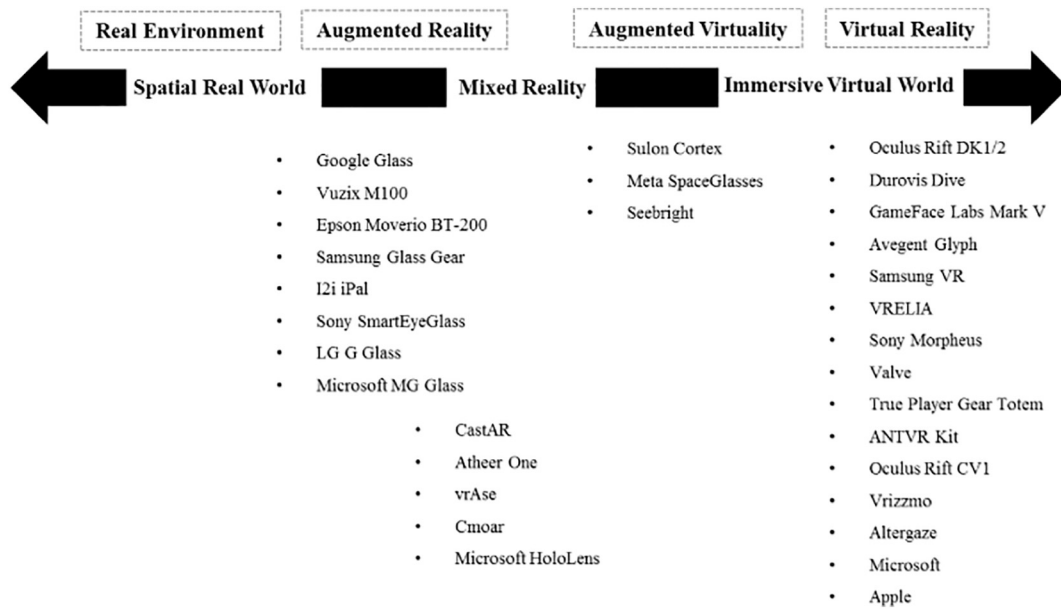 Real Environment
Augmented Reality
Augmented Virtuality
Virtual Reality
Spatial Real World
Mixed Reality
Immersive Virtual World
• Google Glass
• Vuzix M100
• Epson Moverio BT-200
• Samsung Glass Gear
• I2i iPal
• Sony SmartEyeGlass
• LG G Glass
• Microsoft MG Glass
• CastAR
• Atheer One
• vrAse
• Cmoar
• Microsoft HoloLens
• Sulon Cortex
• Meta SpaceGlasses
• Seebright
• Oculus Rift DK1/2
• Durovis Dive
• GameFace Labs Mark V
• Avegent Glyph
• Samsung VR
• VRELIA
• Sony Morpheus
• Valve
• True Player Gear Totem
• ANTVR Kit
• Oculus Rift CV1
• Vrizzmo
• Altergaze
• Microsoft
• Apple